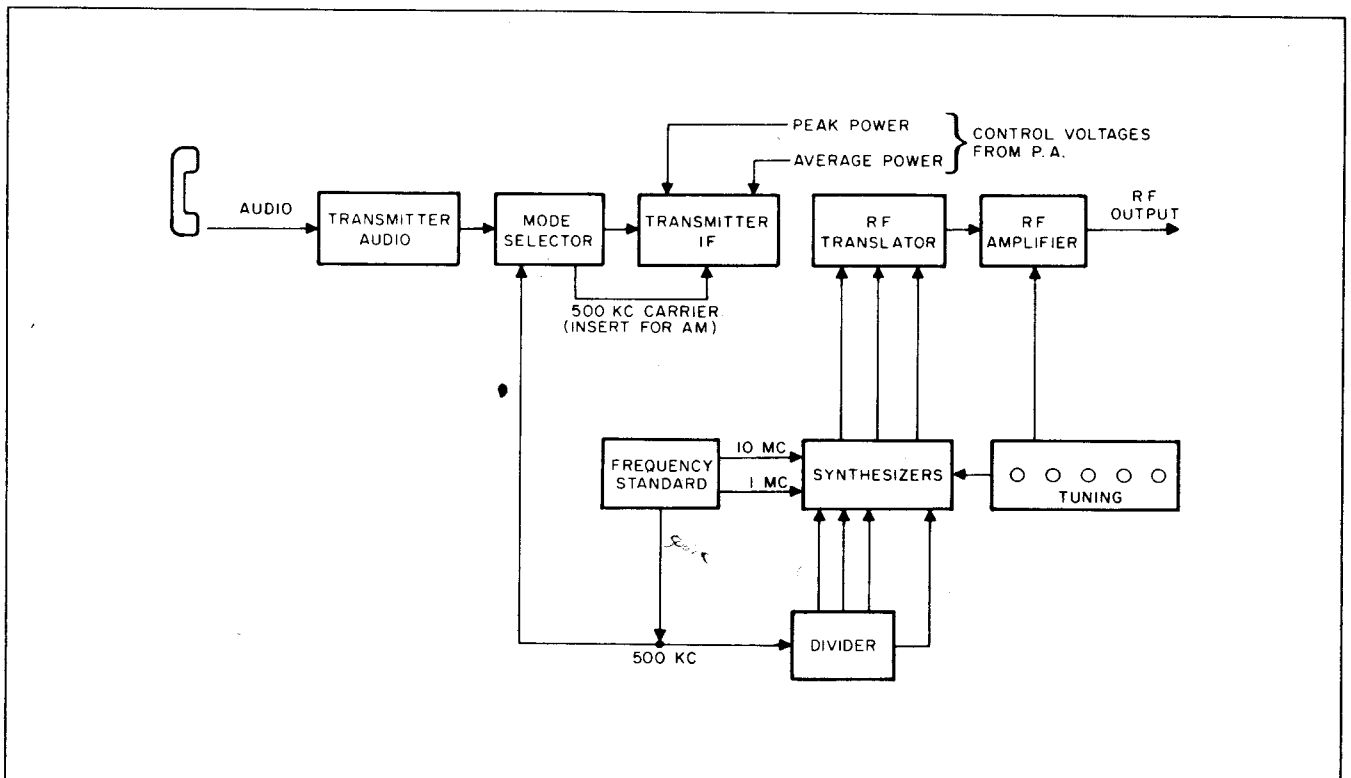 PEAK POWER
AVERAGE POWER
CONTROL VOLTAGES
FROM P.A.
AUDIO
TRANSMITTER
AUDIO
MODE
SELECTOR
TRANSMITTER
IF
RF
TRANSLATOR
RF
AMPLIFIER
RF
OUTPUT
500 KC CARRIER
(INSERT FOR AM)
FREQUENCY
STANDARD
10 MC
1 MC
SYNTHESIZERS
TUNING
500 KC
DIVIDER